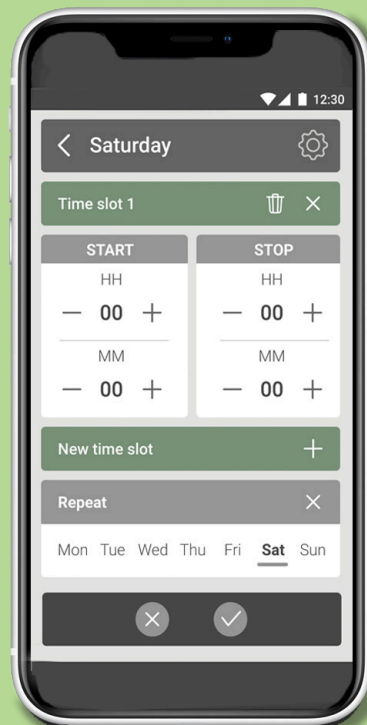 12:30
Saturday
Time slot 1
START STOP
HH HH
00 00
MM MM
00 00
New time slot
Repeat
Mon Tue Wed Thu Fri Sat Sun